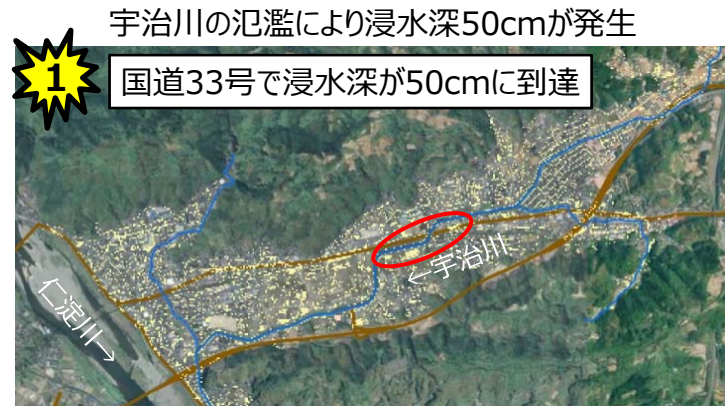 宇治川の氾濫により浸水深50cmが発生
1
国道33号で浸水深が50cmに到達
←宇治川
仁淀川→